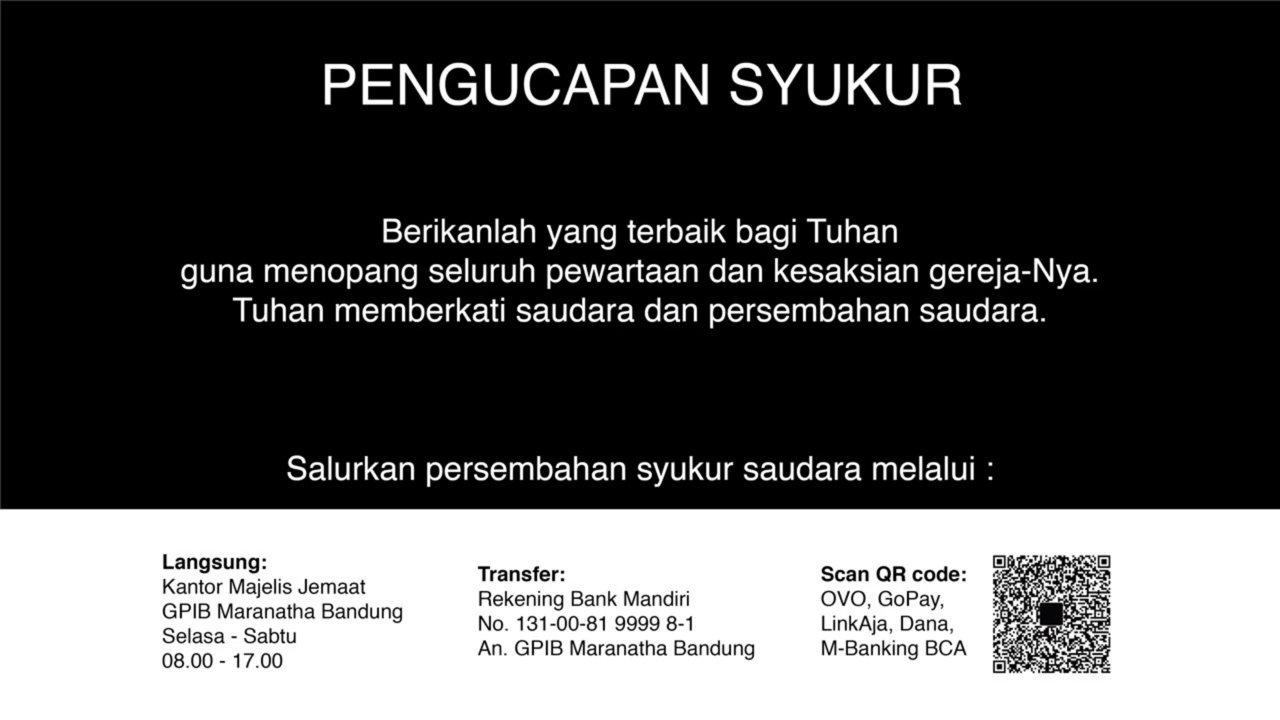 PENGUCAPAN SYUKUR
Berikanlah yang terbaik bagi Tuhan
guna menopang seluruh pewartaan dan kesaksian gereja-Nya.
Tuhan memberkati saudara dan persembahan saudara.
Salurkan persembahan syukur saudara melalui :
Langsung:
Kantor Majelis Jemaat
GPIB Maranatha Bandung
Selasa - Sabtu
08.00 - 17.00
Transfer:
Rekening Bank Mandiri
No. 131-00-81 9999 8-1
An. GPIB Maranatha Bandung
Scan QR code:
OVO, GoPay,
LinkAja, Dana,
M-Banking BCA